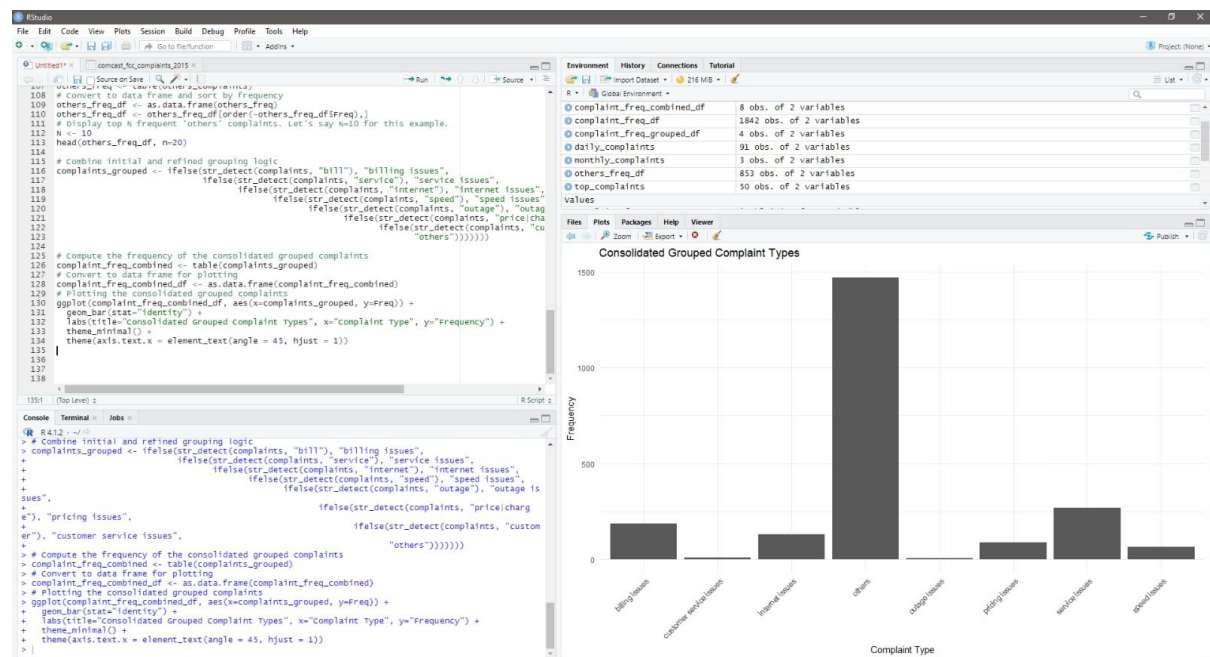 RStudio
File Edit Code View Plots Session Build Debug Profile Tools Help
Go to file/function Addins
Project: (None)
Untitled1* comcast_fcc_complaints_2015
Source on Save Run Source
108 # Convert to data frame and sort by frequency
109 others_freq_df <- as.data.frame(others_freq)
110 others_freq_df <- others_freq_df[order(-others_freq_df$Freq),]
111 # Display top N frequent 'others' complaints. Let's say N=10 for this example.
112 N <- 10
113 head(others_freq_df, n=20)
114
115 # Combine initial and refined grouping logic
116 complaints_grouped <- ifelse(str_detect(complaints, "bill"), "billing issues",
117 ifelse(str_detect(complaints, "service"), "service issues",
118 ifelse(str_detect(complaints, "internet"), "internet issues",
119 ifelse(str_detect(complaints, "speed"), "speed issues"
120 ifelse(str_detect(complaints, "outage"), "outag
121 ifelse(str_detect(complaints, "price|cha
122 ifelse(str_detect(complaints, "cu
123 "others")))))))
124
125 # Compute the frequency of the consolidated grouped complaints
126 complaint_freq_combined <- table(complaints_grouped)
127 # Convert to data frame for plotting
128 complaint_freq_combined_df <- as.data.frame(complaint_freq_combined)
129 # Plotting the consolidated grouped complaints
130 ggplot(complaint_freq_combined_df, aes(x=complaints_grouped, y=Freq)) +
131 geom_bar(stat="identity") +
132 labs(title="Consolidated Grouped Complaint Types", x="Complaint Type", y="Frequency") +
133 theme_minimal() +
134 theme(axis.text.x = element_text(angle = 45, hjust = 1))
135
136
137
138
135:1 (Top Level) R Script
Console Terminal Jobs
R 4.1.2 · ~/
> # Combine initial and refined grouping logic
> complaints_grouped <- ifelse(str_detect(complaints, "bill"), "billing issues",
+ ifelse(str_detect(complaints, "service"), "service issues",
+ ifelse(str_detect(complaints, "internet"), "internet issues",
+ ifelse(str_detect(complaints, "speed"), "speed issues",
+ ifelse(str_detect(complaints, "outage"), "outage is
sues",
+ ifelse(str_detect(complaints, "price|charg
e"), "pricing issues",
+ ifelse(str_detect(complaints, "custom
er"), "customer service issues",
+ "others")))))))
> # Compute the frequency of the consolidated grouped complaints
> complaint_freq_combined <- table(complaints_grouped)
> # Convert to data frame for plotting
> complaint_freq_combined_df <- as.data.frame(complaint_freq_combined)
> # Plotting the consolidated grouped complaints
> ggplot(complaint_freq_combined_df, aes(x=complaints_grouped, y=Freq)) +
+ geom_bar(stat="identity") +
+ labs(title="Consolidated Grouped Complaint Types", x="Complaint Type", y="Frequency") +
+ theme_minimal() +
+ theme(axis.text.x = element_text(angle = 45, hjust = 1))
>
Environment History Connections Tutorial
Import Dataset 216 MiB List
R Global Environment
complaint_freq_combined_df 8 obs. of 2 variables
complaint_freq_df 1842 obs. of 2 variables
complaint_freq_grouped_df 4 obs. of 2 variables
daily_complaints 91 obs. of 2 variables
monthly_complaints 3 obs. of 2 variables
others_freq_df 853 obs. of 2 variables
top_complaints 50 obs. of 2 variables
values
Files Plots Packages Help Viewer
Zoom Export Publish
Consolidated Grouped Complaint Types
1500
1000
500
0
Frequency
billing issues
customer service issues
internet issues
others
outage issues
pricing issues
service issues
speed issues
Complaint Type